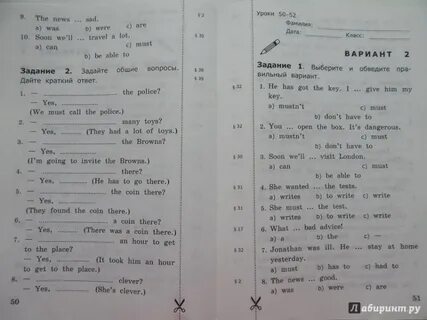 9. The news ... sad.
a) was b) were c) are
10. Soon we'll ... travel a lot.
a) can c) must
b) be able to
Задание 2. Задайте общие вопросы.
Дайте краткий ответ.
1. — the police?
— Yes, .
(We must call the police.)
2. — many toys?
— Yes, . (They had a lot of toys.)
3. — the Browns?
— Yes, .
(I'm going to invite the Browns.)
4. — there?
— Yes, . (He has to go there.)
5. — the coin there?
— Yes, .
(They found the coin there.)
6. — a coin there?
— Yes, . (There was a coin there.)
7. — an hour to get
to the place?
— Yes, . (It took him an hour
to get to the place.)
8. — clever?
— Yes, . (She's clever.)
50
Уроки 50-52
Фамилия:
Дата: Класс:
ВАРИАНТ 2
Задание 1. Выберите и обведите пра-
вильный вариант.
§ 32 1. He has got the key. I ... give him my
key.
a) mustn't c) must
b) don't have to
2. You ... open the box. It's dangerous.
a) mustn't c) must
b) don't have to
3. Soon we'll ... visit London.
a) can c) must
b) be able to
4. She wanted ... the tests.
a) writes b) to write c) write
5. She must ... the test.
a) writes b) to write c) write
6. What ... bad advice!
a) a b) the c) —
7. Jonathan was ill. He ... stay at home
yesterday.
a) must b) has to c) had to
8. The news ... good.
a) was b) were c) are
51
Лабиринт.ру